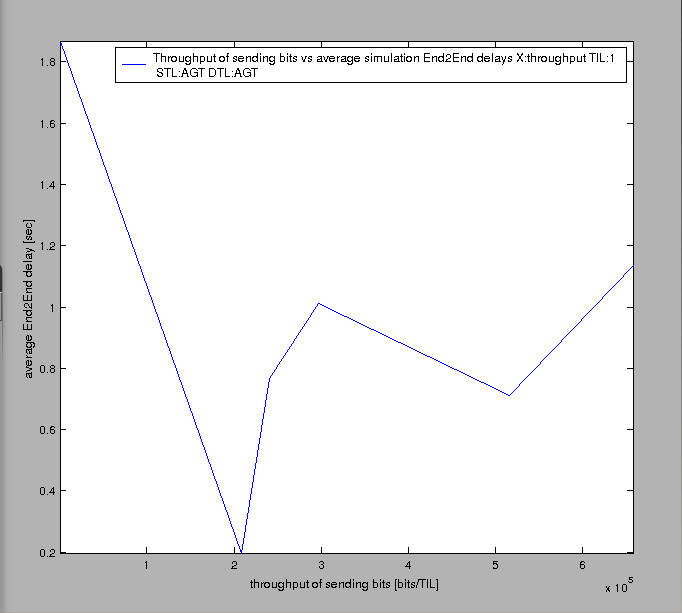 Throughput of sending bits vs average simulation End2End delays X:throughput TIL:1
STL:AGT DTL:AGT
1.8
1.6
1.4
1.2
1
0.8
0.6
0.4
0.2
average End2End delay [sec]
1 2 3 4 5 6
x 10^5
throughput of sending bits [bits/TIL]